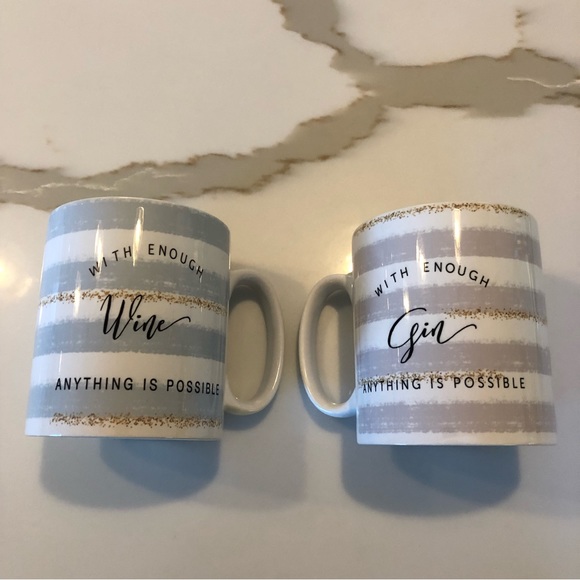 WITH ENOUGH
Wine
ANYTHING IS POSSIBLE
WITH ENOUGH
Gin
ANYTHING IS POSSIBLE